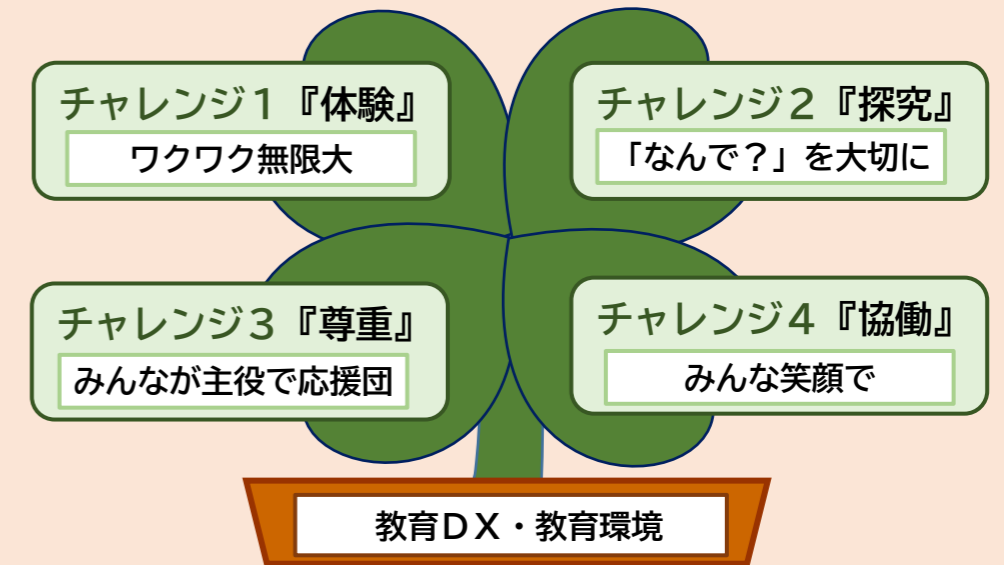 チャレンジ１『体験』
ワクワク無限大
チャレンジ２『探究』
「なんで？」を大切に
チャレンジ３『尊重』
みんなが主役で応援団
チャレンジ４『協働』
みんな笑顔で
教育ＤＸ・教育環境